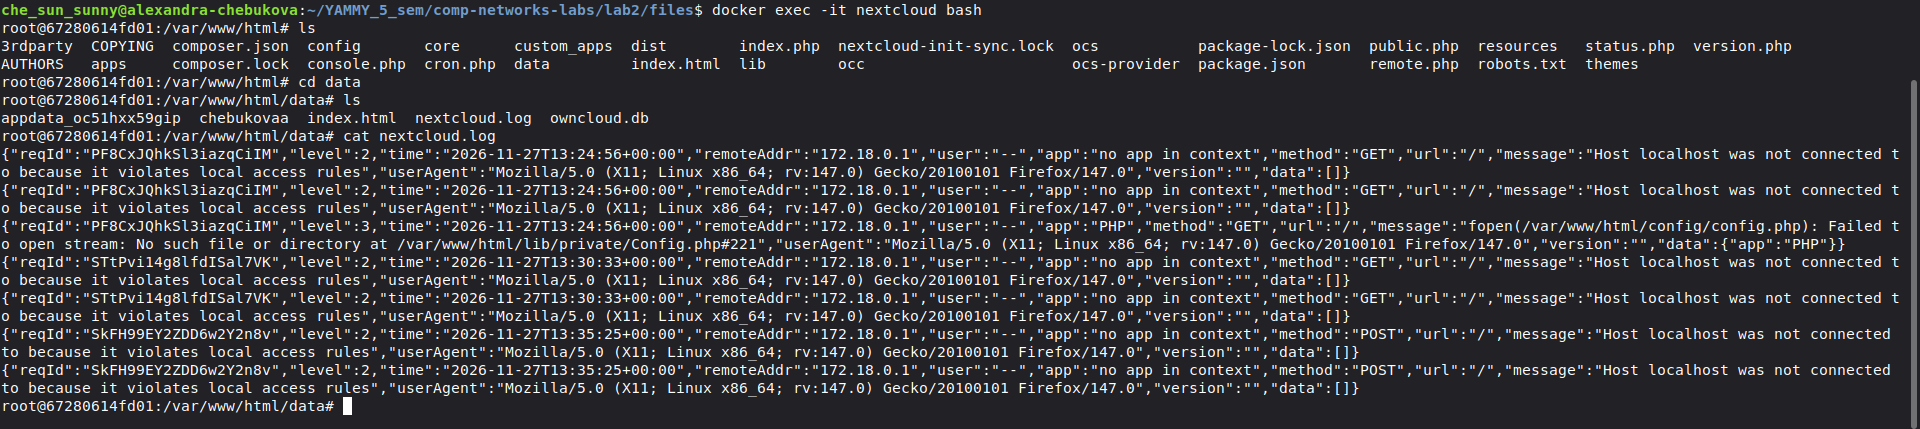 che_sun_sunny@alexandra-chebukova:~/YAMMY_5_sem/comp-networks-labs/lab2/files$ docker exec -it nextcloud bash
root@67280614fd01:/var/www/html# ls
3rdparty  COPYING  composer.json  config       core      custom_apps  dist        index.php  nextcloud-init-sync.lock  ocs           package-lock.json  public.php  resources   status.php  version.php
AUTHORS   apps     composer.lock  console.php  cron.php  data         index.html  lib        occ                       ocs-provider  package.json       remote.php  robots.txt  themes
root@67280614fd01:/var/www/html# cd data
root@67280614fd01:/var/www/html/data# ls
appdata_oc51hxx59gip  chebukovaa  index.html  nextcloud.log  owncloud.db
root@67280614fd01:/var/www/html/data# cat nextcloud.log
{"reqId":"PF8CxJQhkSl3iazqCiIM","level":2,"time":"2026-11-27T13:24:56+00:00","remoteAddr":"172.18.0.1","user":"--","app":"no app in context","method":"GET","url":"/","message":"Host localhost was not connected t
o because it violates local access rules","userAgent":"Mozilla/5.0 (X11; Linux x86_64; rv:147.0) Gecko/20100101 Firefox/147.0","version":"","data":[]}
{"reqId":"PF8CxJQhkSl3iazqCiIM","level":2,"time":"2026-11-27T13:24:56+00:00","remoteAddr":"172.18.0.1","user":"--","app":"no app in context","method":"GET","url":"/","message":"Host localhost was not connected t
o because it violates local access rules","userAgent":"Mozilla/5.0 (X11; Linux x86_64; rv:147.0) Gecko/20100101 Firefox/147.0","version":"","data":[]}
{"reqId":"PF8CxJQhkSl3iazqCiIM","level":3,"time":"2026-11-27T13:24:56+00:00","remoteAddr":"172.18.0.1","user":"--","app":"PHP","method":"GET","url":"/","message":"fopen(/var/www/html/config/config.php): Failed t
o open stream: No such file or directory at /var/www/html/lib/private/Config.php#221","userAgent":"Mozilla/5.0 (X11; Linux x86_64; rv:147.0) Gecko/20100101 Firefox/147.0","version":"","data":{"app":"PHP"}}
{"reqId":"STtPvi14g8lfdISal7VK","level":2,"time":"2026-11-27T13:30:33+00:00","remoteAddr":"172.18.0.1","user":"--","app":"no app in context","method":"GET","url":"/","message":"Host localhost was not connected t
o because it violates local access rules","userAgent":"Mozilla/5.0 (X11; Linux x86_64; rv:147.0) Gecko/20100101 Firefox/147.0","version":"","data":[]}
{"reqId":"STtPvi14g8lfdISal7VK","level":2,"time":"2026-11-27T13:30:33+00:00","remoteAddr":"172.18.0.1","user":"--","app":"no app in context","method":"GET","url":"/","message":"Host localhost was not connected t
o because it violates local access rules","userAgent":"Mozilla/5.0 (X11; Linux x86_64; rv:147.0) Gecko/20100101 Firefox/147.0","version":"","data":[]}
{"reqId":"SkFH99EY2ZDD6w2Y2n8v","level":2,"time":"2026-11-27T13:35:25+00:00","remoteAddr":"172.18.0.1","user":"--","app":"no app in context","method":"POST","url":"/","message":"Host localhost was not connected 
to because it violates local access rules","userAgent":"Mozilla/5.0 (X11; Linux x86_64; rv:147.0) Gecko/20100101 Firefox/147.0","version":"","data":[]}
{"reqId":"SkFH99EY2ZDD6w2Y2n8v","level":2,"time":"2026-11-27T13:35:25+00:00","remoteAddr":"172.18.0.1","user":"--","app":"no app in context","method":"POST","url":"/","message":"Host localhost was not connected 
to because it violates local access rules","userAgent":"Mozilla/5.0 (X11; Linux x86_64; rv:147.0) Gecko/20100101 Firefox/147.0","version":"","data":[]}
root@67280614fd01:/var/www/html/data#